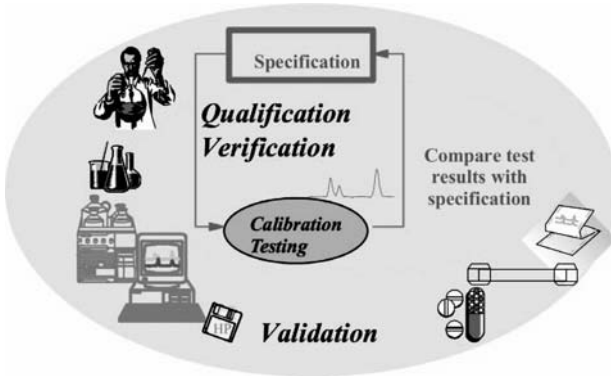 Specification
Qualification
Verification
Compare test
results with
specification
Calibration
Testing
HP
Validation